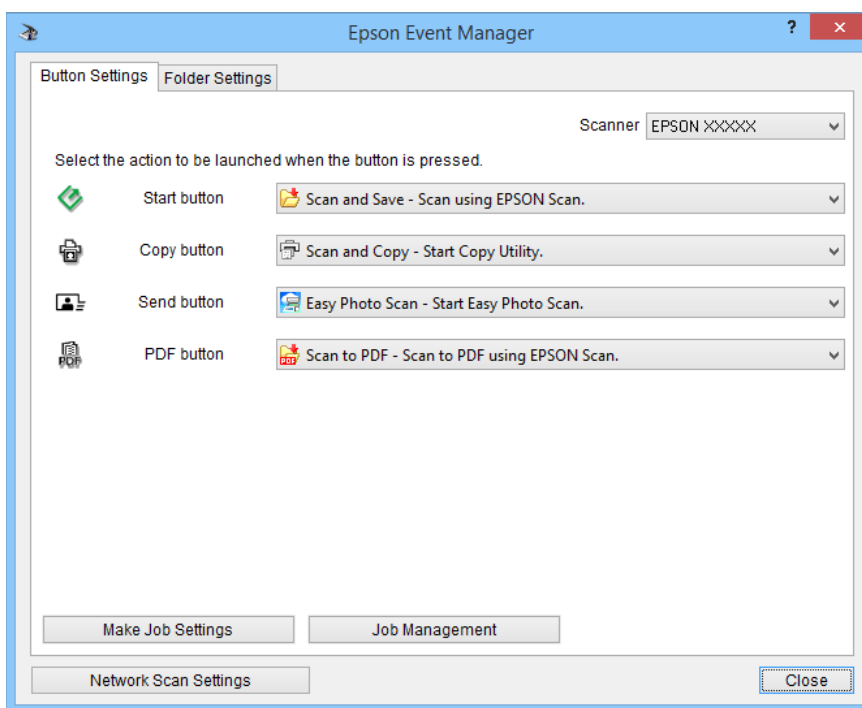 Epson Event Manager
?
Button Settings Folder Settings
Scanner EPSON XXXXX
Select the action to be launched when the button is pressed.
Start button Scan and Save - Scan using EPSON Scan.
Copy button Scan and Copy - Start Copy Utility.
Send button Easy Photo Scan - Start Easy Photo Scan.
PDF PDF button PDF Scan to PDF - Scan to PDF using EPSON Scan.
Make Job Settings Job Management
Network Scan Settings Close